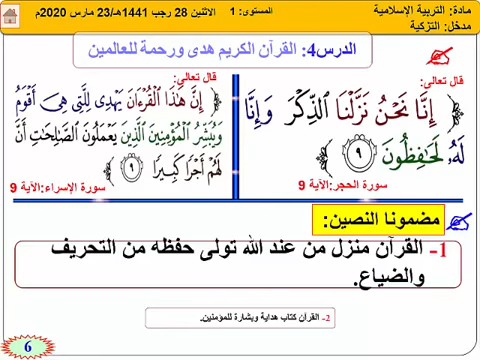 مادة: التربية الإسلامية
مدخل: التزكية
المستوى: 1
الاثنين 28 رجب 1441هـ/23 مارس 2020م
الدرس4: القرآن الكريم هدى ورحمة للعالمين
قال تعالى:
إِنَّا نَحْنُ نَزَّلْنَا الذِّكْرَ وَإِنَّا
لَهُ لَحَافِظُونَ ٩
سورة الحجر: الآية 9
قال تعالى:
إِنَّ هَٰذَا الْقُرْءَانَ يَهْدِي لِلَّتِي هِيَ أَقْوَمُ
وَيُبَشِّرُ الْمُؤْمِنِينَ الَّذِينَ يَعْمَلُونَ الصَّالِحَاتِ أَنَّ
لَهُمْ أَجْرًا كَبِيرًا ٩
سورة الإسراء: الآية 9
مضمونا النصين:
1- القرآن منزل من عند الله تولى حفظه من التحريف
والضياع.
2- القرآن كتاب هداية وبشارة للمؤمنين.
6